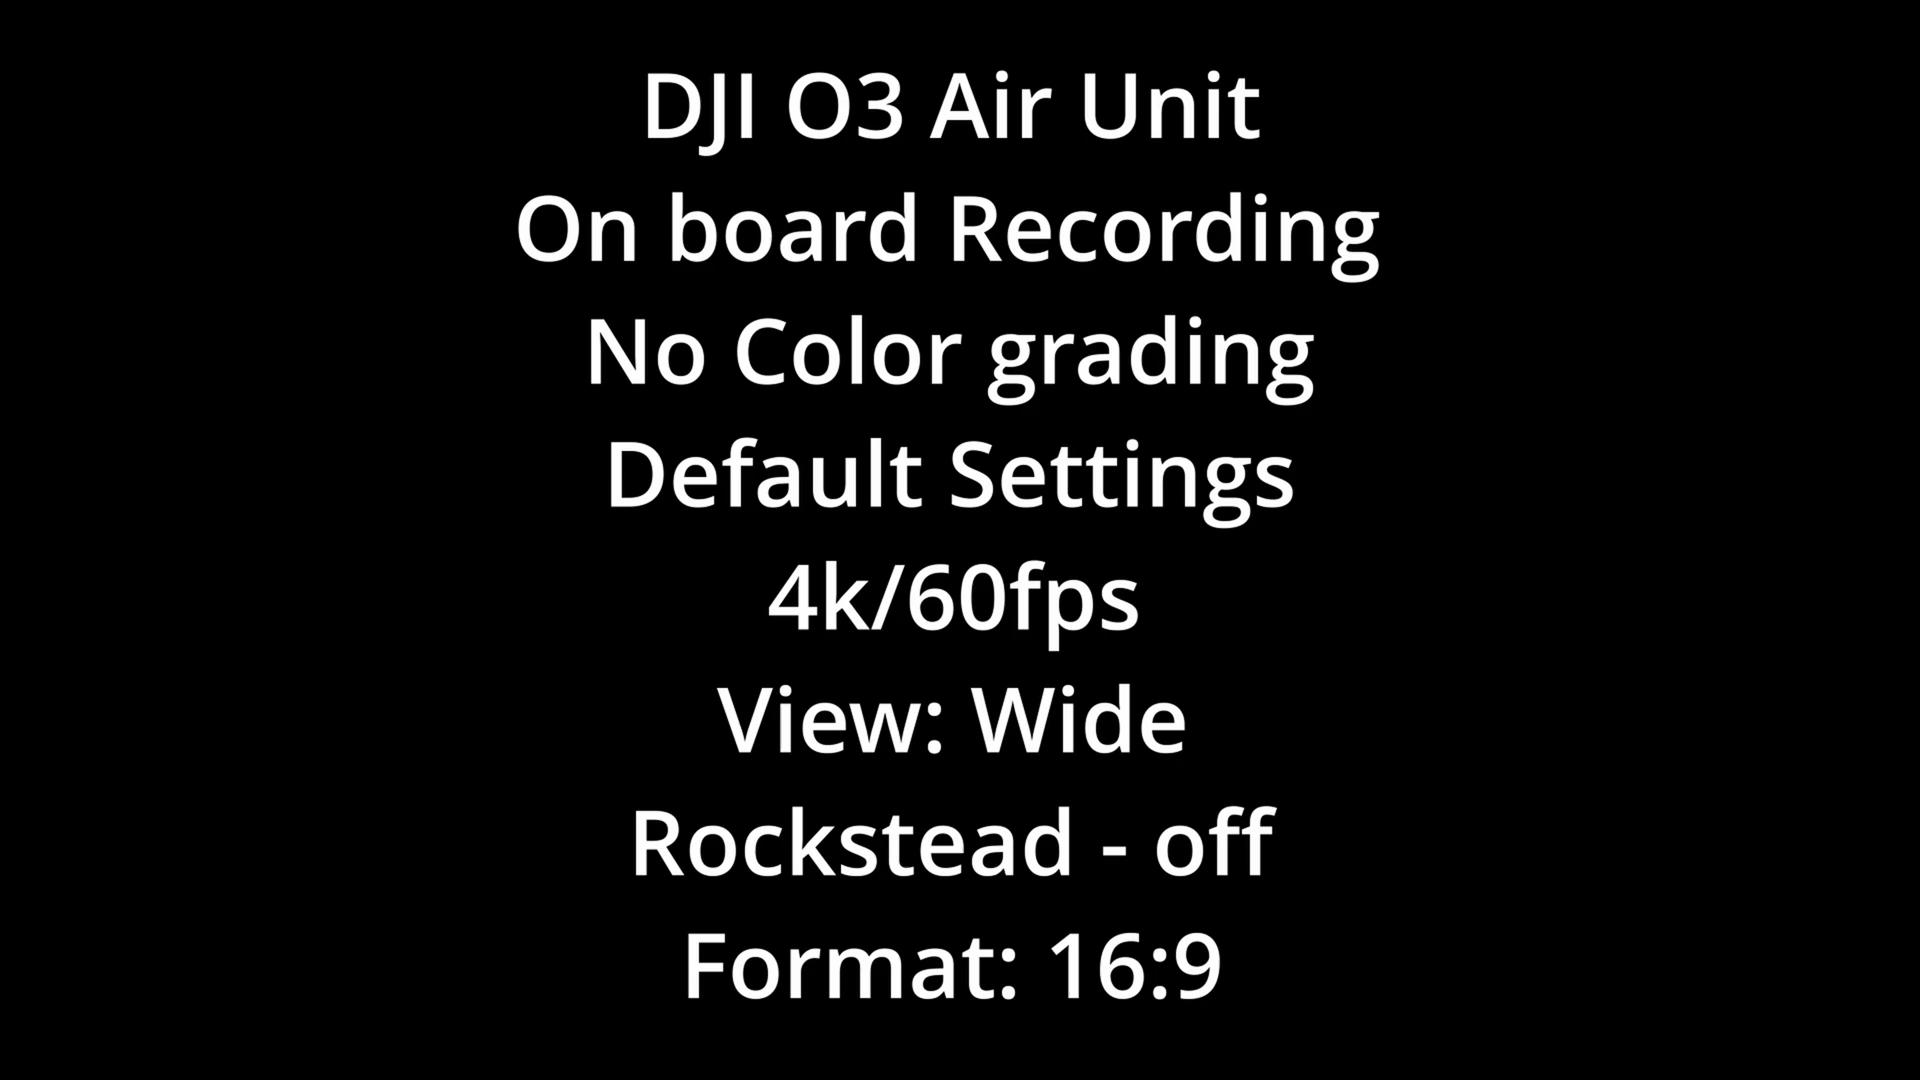 DJI O3 Air Unit
On board Recording
No Color grading
Default Settings
4k/60fps
View: Wide
Rockstead - off
Format: 16:9